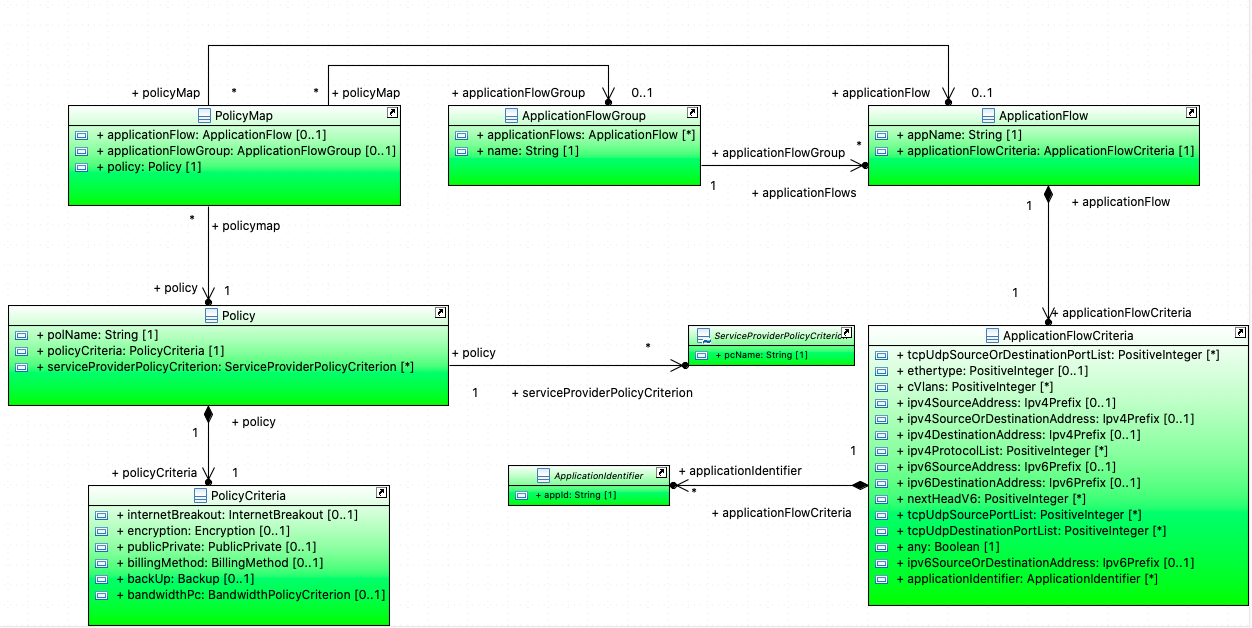 + policyMap
*
*
+ policyMap
+ applicationFlowGroup
0..1
+ applicationFlow
0..1
PolicyMap
+ applicationFlow: ApplicationFlow [0..1]
+ applicationFlowGroup: ApplicationFlowGroup [0..1]
+ policy: Policy [1]
ApplicationFlowGroup
+ applicationFlows: ApplicationFlow [*]
+ name: String [1]
+ applicationFlowGroup
*
1
+ applicationFlows
ApplicationFlow
+ appName: String [1]
+ applicationFlowCriteria: ApplicationFlowCriteria [1]
*
+ policymap
+ policy
1
1
+ applicationFlow
1
+ applicationFlowCriteria
Policy
+ polName: String [1]
+ policyCriteria: PolicyCriteria [1]
+ serviceProviderPolicyCriterion: ServiceProviderPolicyCriterion [*]
+ policy
*
1
+ serviceProviderPolicyCriterion
+ pcName: String [1]
ApplicationFlowCriteria
+ tcpUdpSourceOrDestinationPortList: PositiveInteger [*]
+ ethertype: PositiveInteger [0..1]
+ cVlans: PositiveInteger [*]
+ ipv4SourceAddress: Ipv4Prefix [0..1]
+ ipv4SourceOrDestinationAddress: Ipv4Prefix [0..1]
+ ipv4DestinationAddress: Ipv4Prefix [0..1]
+ ipv4ProtocolList: PositiveInteger [*]
+ ipv6SourceAddress: Ipv6Prefix [0..1]
+ ipv6DestinationAddress: Ipv6Prefix [0..1]
+ nextHeadV6: PositiveInteger [*]
+ tcpUdpSourcePortList: PositiveInteger [*]
+ tcpUdpDestinationPortList: PositiveInteger [*]
+ any: Boolean [1]
+ ipv6SourceOrDestinationAddress: Ipv6Prefix [0..1]
+ applicationIdentifier: ApplicationIdentifier [*]
1
+ policy
+ policyCriteria
1
PolicyCriteria
+ internetBreakout: InternetBreakout [0..1]
+ encryption: Encryption [0..1]
+ publicPrivate: PublicPrivate [0..1]
+ billingMethod: BillingMethod [0..1]
+ backUp: Backup [0..1]
+ bandwidthPc: BandwidthPolicyCriterion [0..1]
ApplicationIdentifier
+ appId: String [1]
+ applicationIdentifier
*
1
+ applicationFlowCriteria